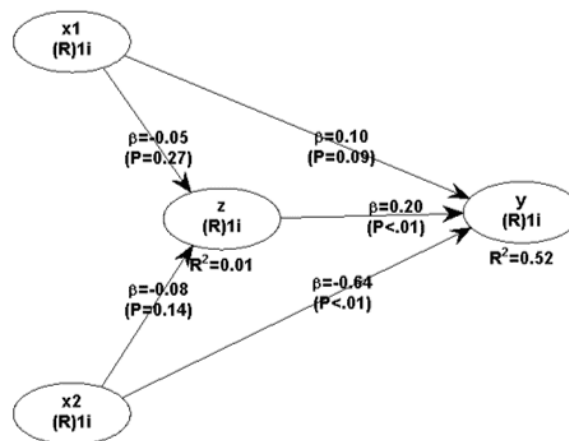 x1
(R)1i
β=-0.05
(P=0.27)
β=0.10
(P=0.09)
z
(R)1i
R²=0.01
β=0.20
(P<.01)
y
(R)1i
R²=0.52
β=-0.08
(P=0.14)
β=-0.64
(P<.01)
x2
(R)1i